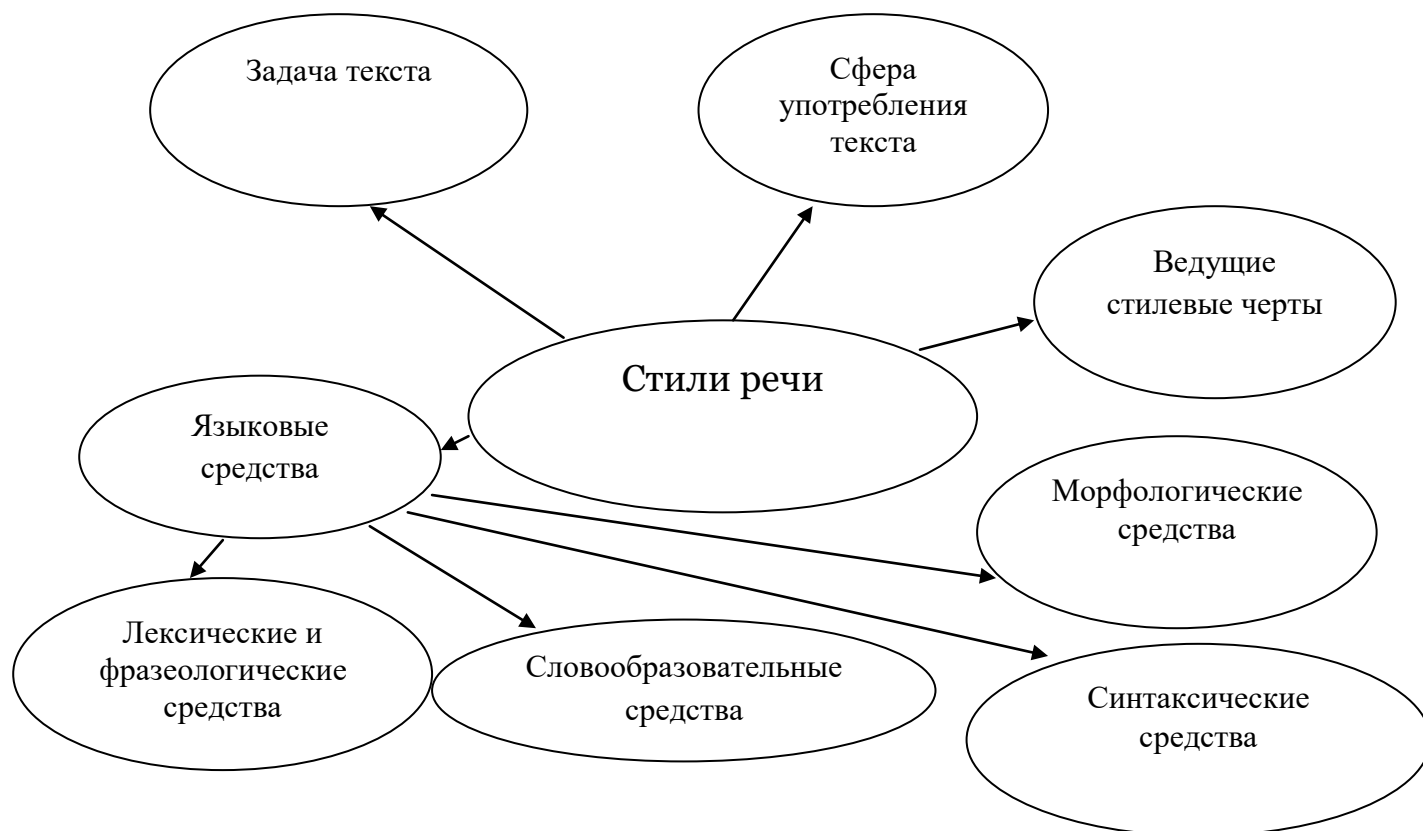 Задача текста
Сфера
употребления
текста
Ведущие
стилевые черты
Стили речи
Языковые
средства
Морфологические
средства
Лексические и
фразеологические
средства
Словообразовательные
средства
Синтаксические
средства